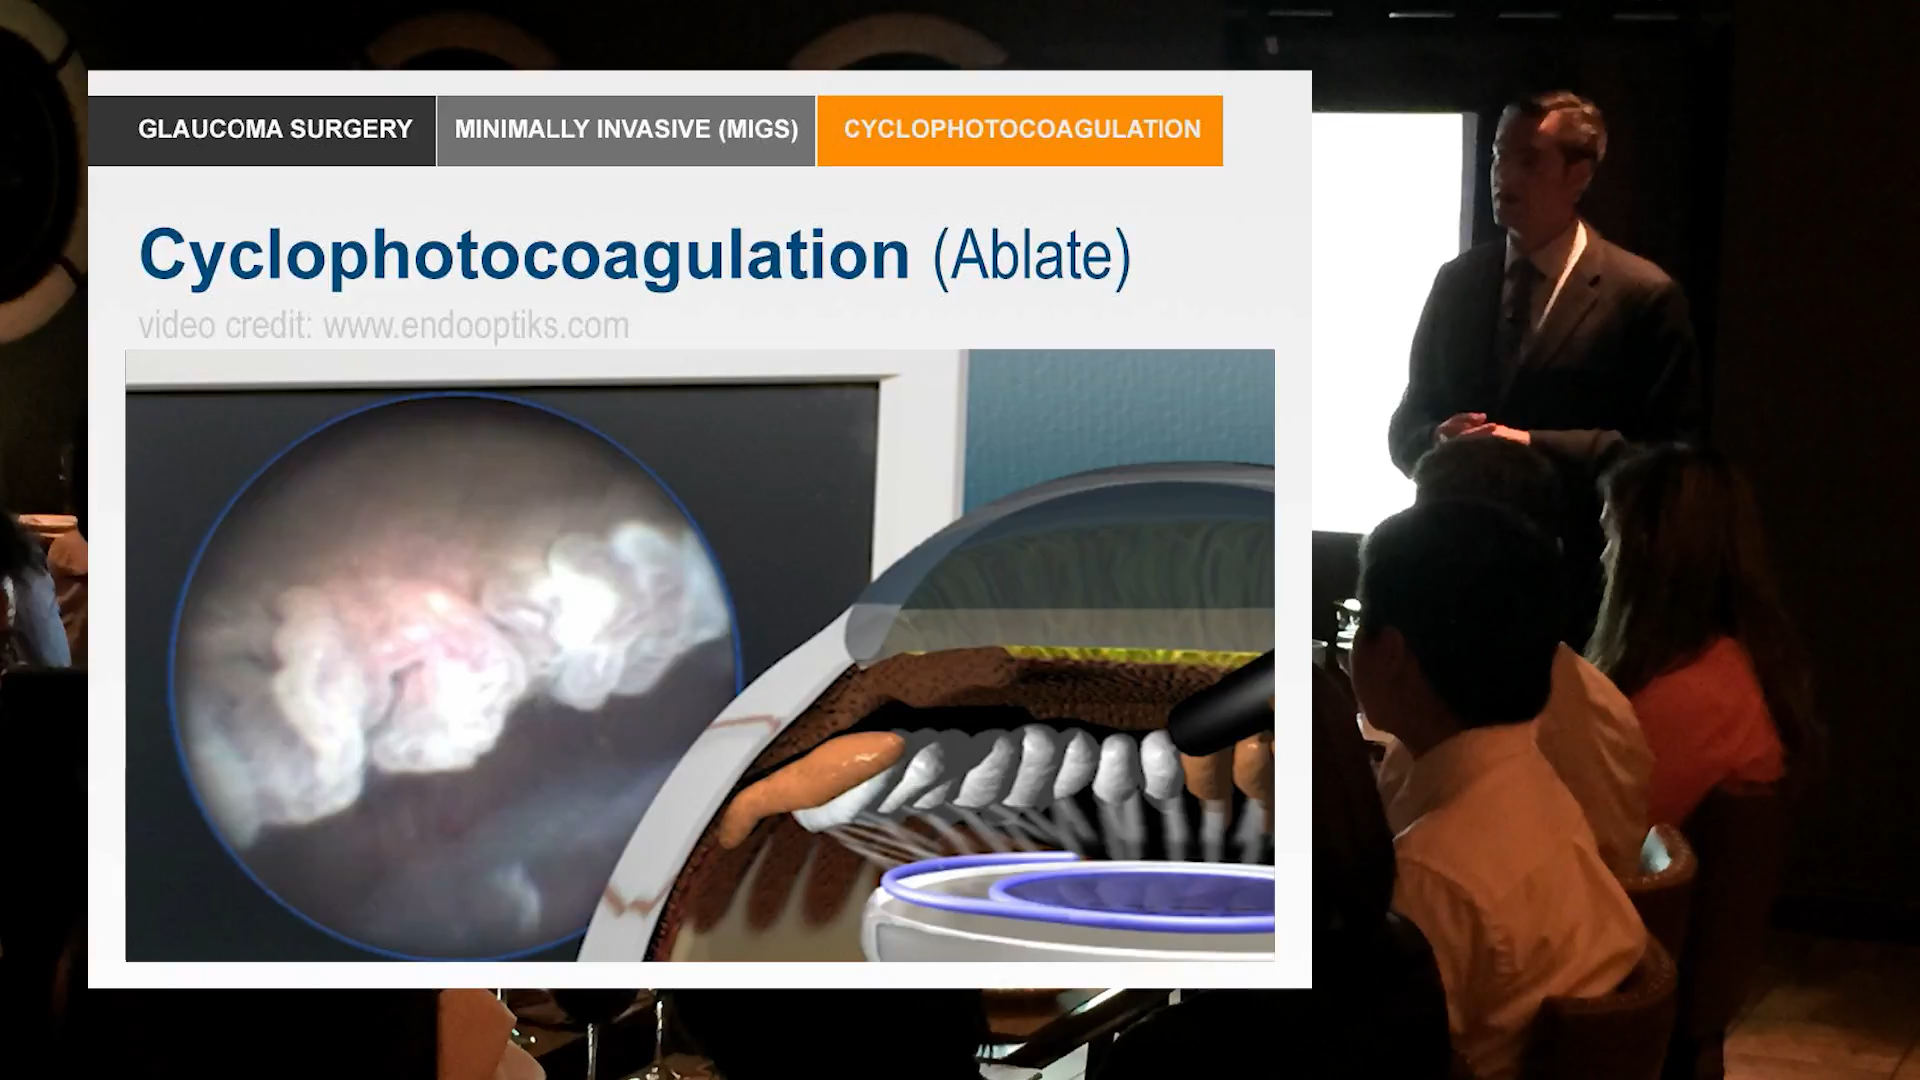 GLAUCOMA SURGERY
MINIMALLY INVASIVE (MIGS)
CYCLOPHOTOCOAGULATION
Cyclophotocoagulation (Ablate)
video credit: www.endooptiks.com